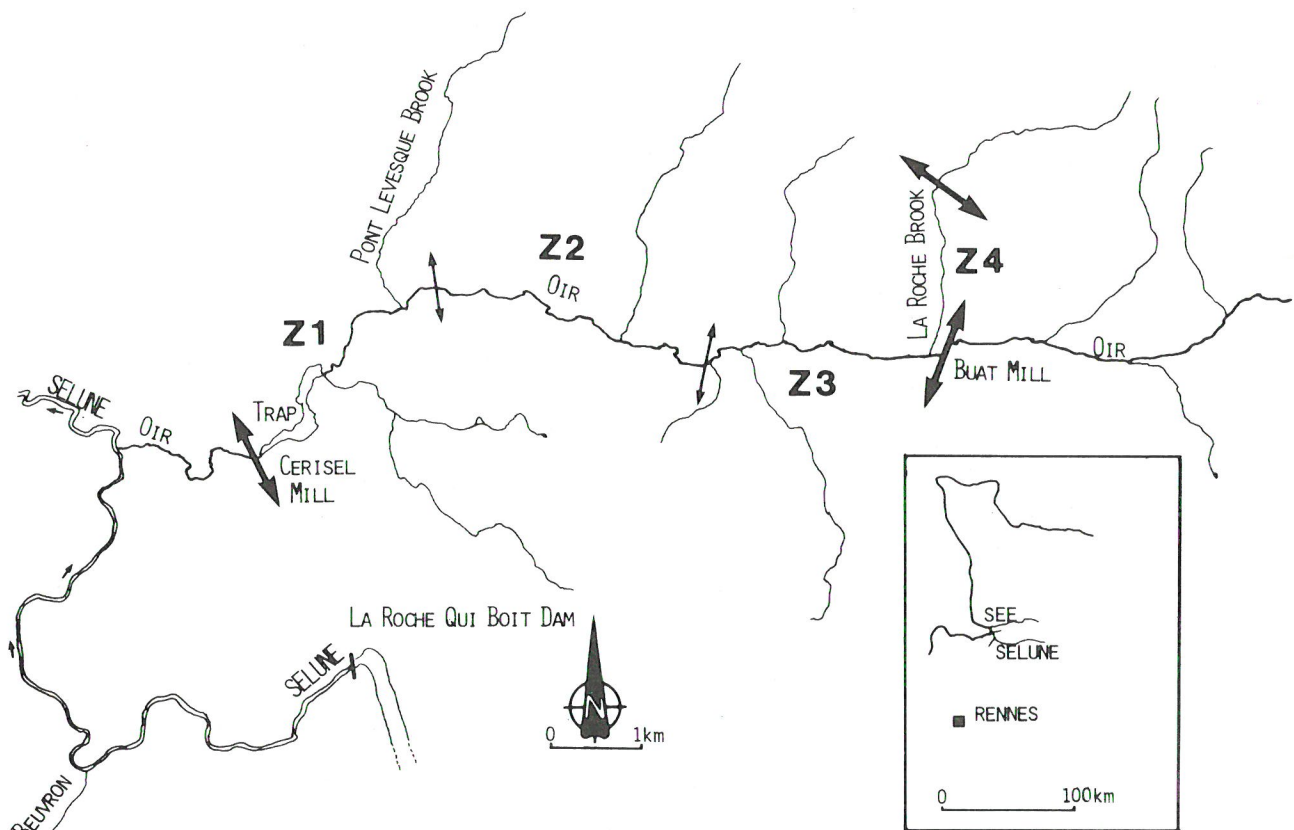 PONT LEVESQUE BROOK
Z2
OIR
Z1
LA ROCHE BROOK
Z4
OIR
BUAT MILL
Z3
SELUNE
OIR
TRAP
CERISEL
MILL
LA ROCHE QUI BOIT DAM
SELUNE
N
0 1km
BEUVRON
SEE
SELUNE
RENNES
0 100km